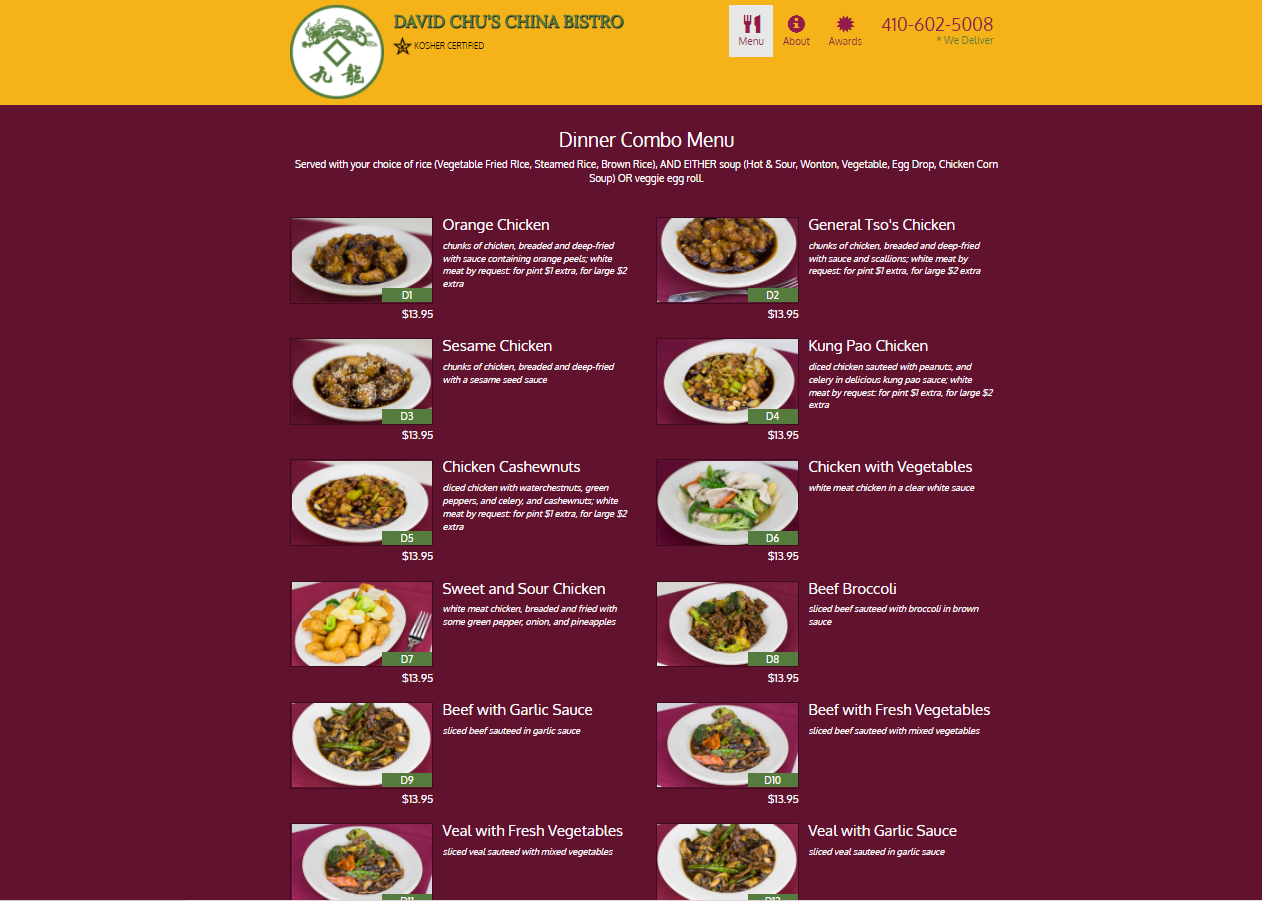 DAVID CHU'S CHINA BISTRO
KOSHER CERTIFIED
九 龍
Menu
About
Awards
410-602-5008
* We Deliver
Dinner Combo Menu
Served with your choice of rice (Vegetable Fried RIce, Steamed Rice, Brown Rice), AND EITHER soup (Hot & Sour, Wonton, Vegetable, Egg Drop, Chicken Corn
Soup) OR veggie egg roll.
D1
$13.95
Orange Chicken
chunks of chicken, breaded and deep-fried
with sauce containing orange peels; white
meat by request: for pint $1 extra, for large $2
extra
D2
$13.95
General Tso's Chicken
chunks of chicken, breaded and deep-fried
with sauce and scallions; white meat by
request: for pint $1 extra, for large $2 extra
D3
$13.95
Sesame Chicken
chunks of chicken, breaded and deep-fried
with a sesame seed sauce
D4
$13.95
Kung Pao Chicken
diced chicken sauteed with peanuts, and
celery in delicious kung pao sauce; white
meat by request: for pint $1 extra, for large $2
extra
D5
$13.95
Chicken Cashewnuts
diced chicken with waterchestnuts, green
peppers, and celery, and cashewnuts; white
meat by request: for pint $1 extra, for large $2
extra
D6
$13.95
Chicken with Vegetables
white meat chicken in a clear white sauce
D7
$13.95
Sweet and Sour Chicken
white meat chicken, breaded and fried with
some green pepper, onion, and pineapples
D8
$13.95
Beef Broccoli
sliced beef sauteed with broccoli in brown
sauce
D9
$13.95
Beef with Garlic Sauce
sliced beef sauteed in garlic sauce
D10
$13.95
Beef with Fresh Vegetables
sliced beef sauteed with mixed vegetables
D11
Veal with Fresh Vegetables
sliced veal sauteed with mixed vegetables
D12
Veal with Garlic Sauce
sliced veal sauteed in garlic sauce